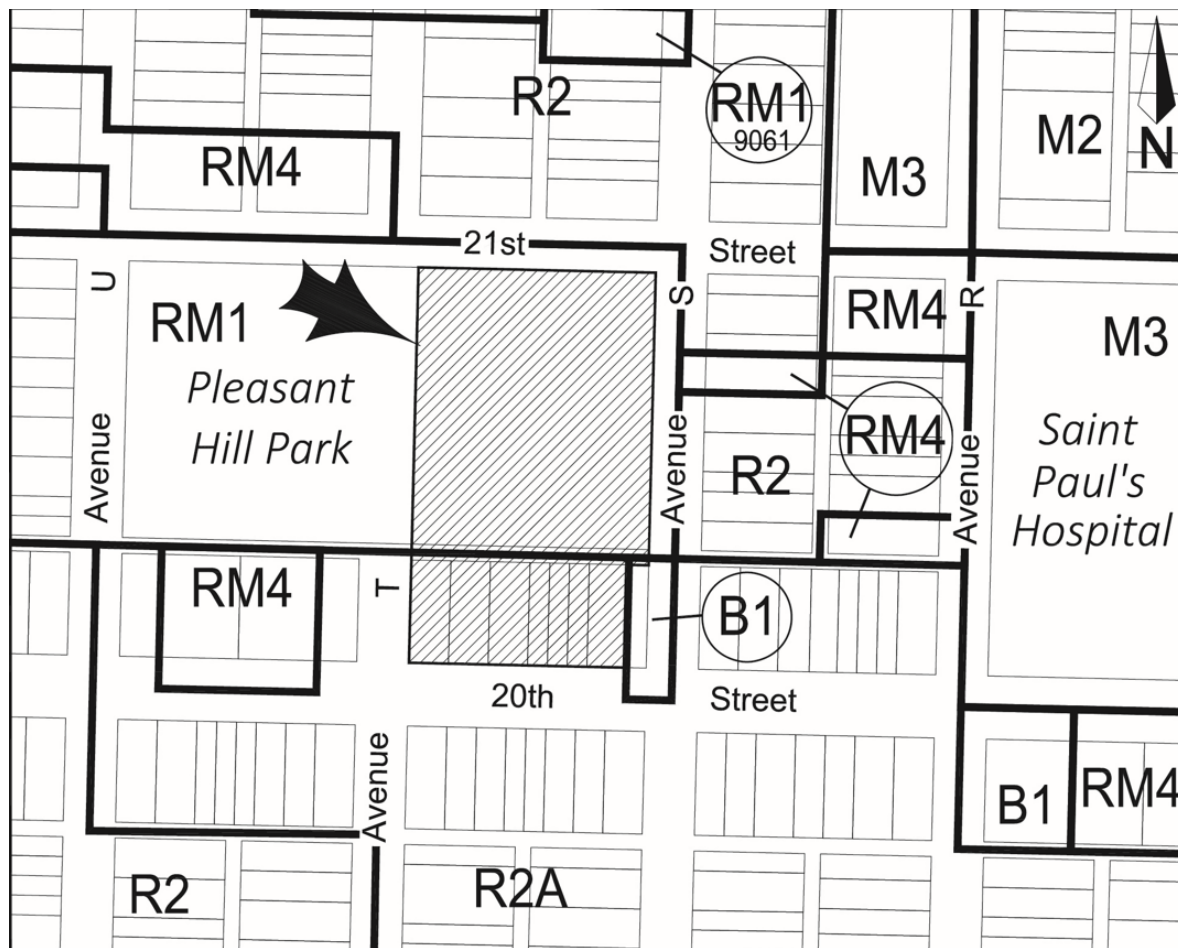 R2
RM1
9061
M2
N
RM4
M3
21st
Street
U
S
RM4
R
RM1
M3
Pleasant
Hill Park
RM4
Saint
Paul's
Hospital
Avenue
Avenue
R2
Avenue
RM4
T
B1
20th
Street
Avenue
B1
RM4
R2
R2A